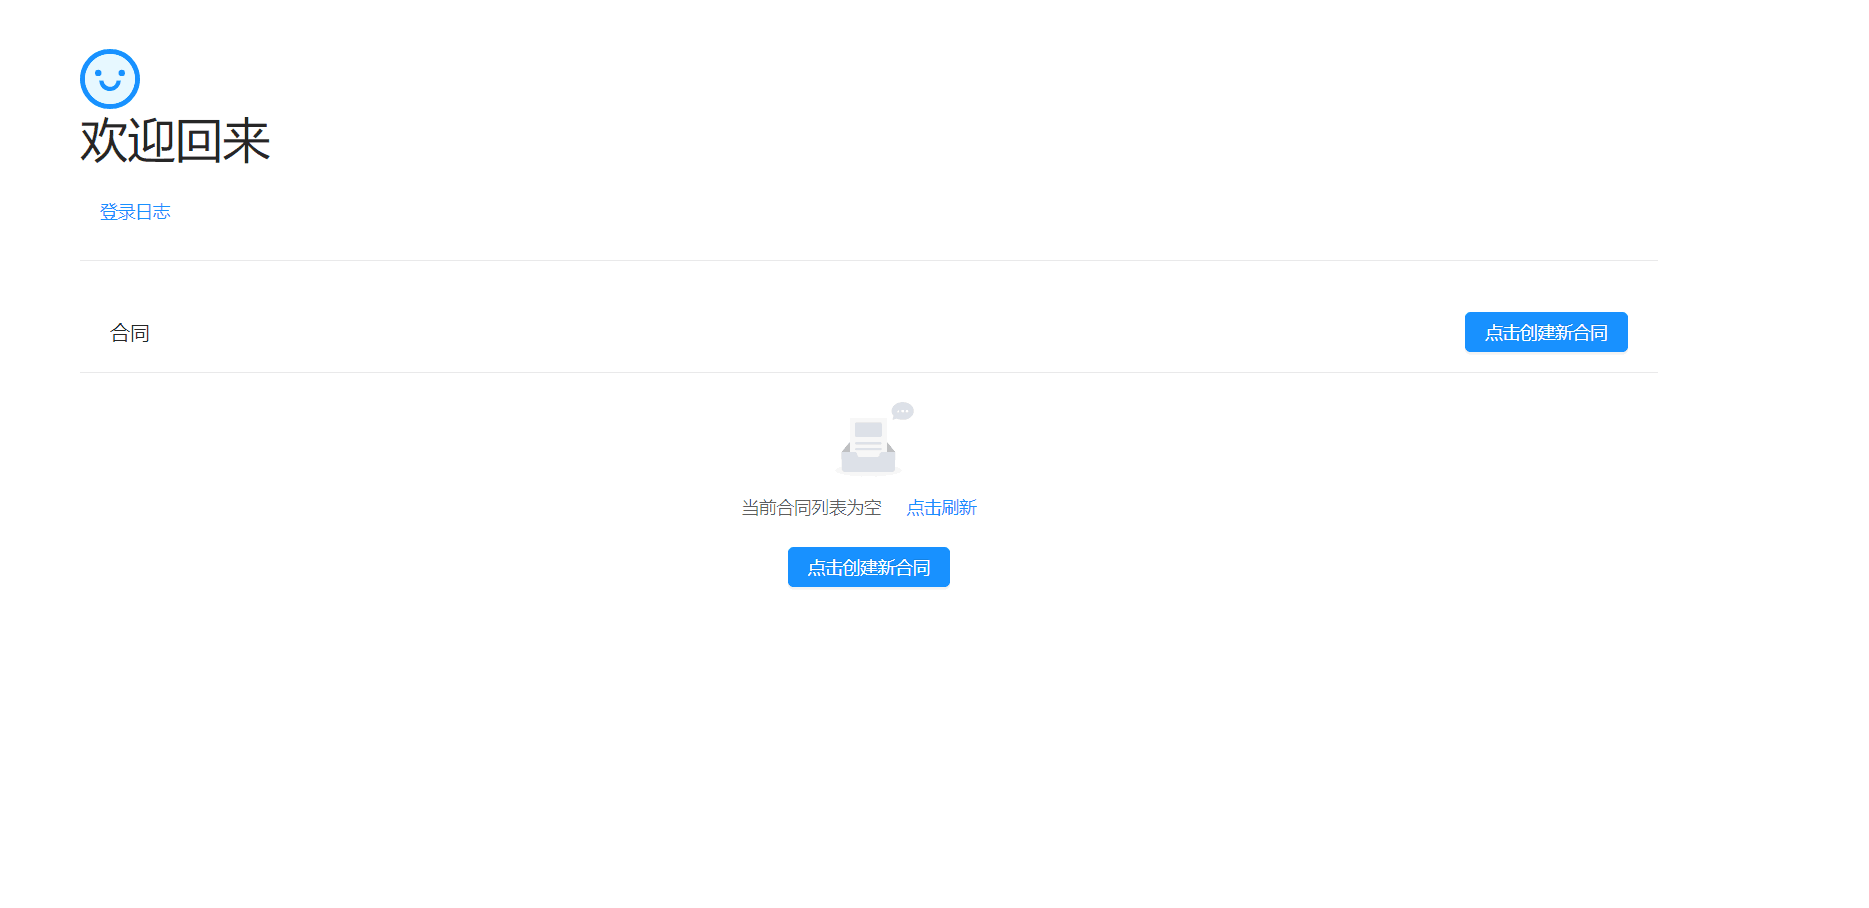 欢迎回来
登录日志
合同 点击创建新合同
当前合同列表为空 点击刷新
点击创建新合同